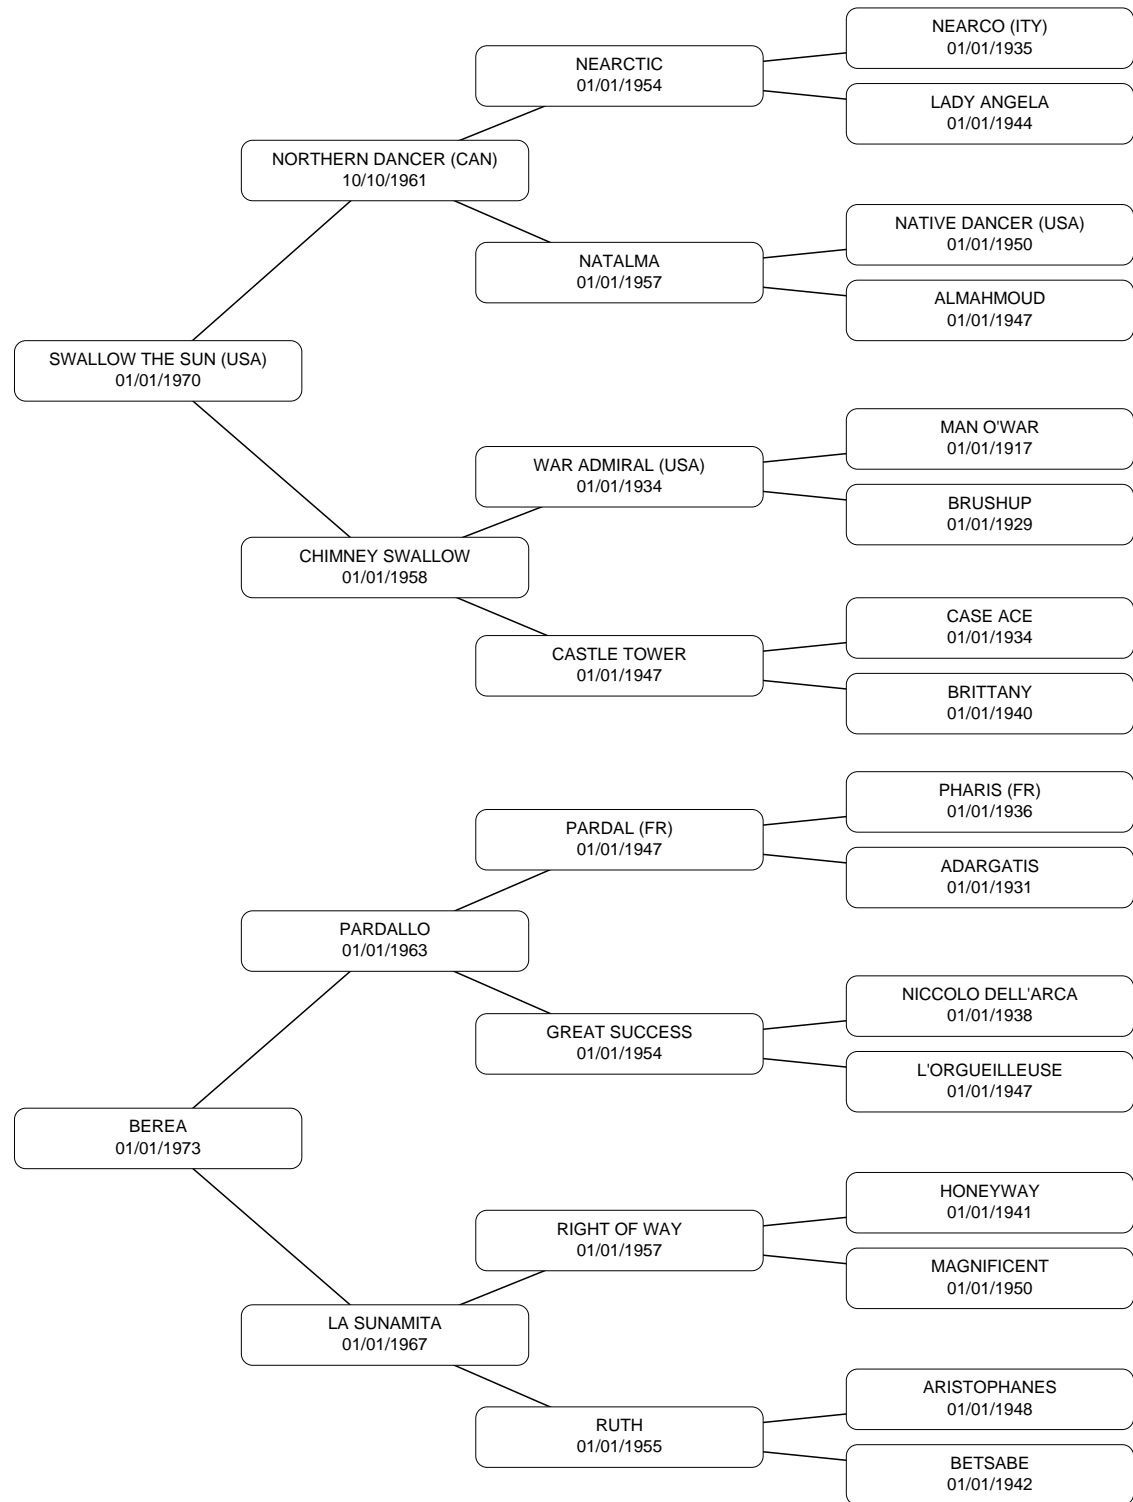 NEARCO (ITY)
01/01/1935
NEARCTIC
01/01/1954
LADY ANGELA
01/01/1944
NORTHERN DANCER (CAN)
10/10/1961
NATIVE DANCER (USA)
01/01/1950
NATALMA
01/01/1957
ALMAHMOUD
01/01/1947
SWALLOW THE SUN (USA)
01/01/1970
MAN O'WAR
01/01/1917
WAR ADMIRAL (USA)
01/01/1934
BRUSHUP
01/01/1929
CHIMNEY SWALLOW
01/01/1958
CASE ACE
01/01/1934
CASTLE TOWER
01/01/1947
BRITTANY
01/01/1940
PHARIS (FR)
01/01/1936
PARDAL (FR)
01/01/1947
ADARGATIS
01/01/1931
PARDALLO
01/01/1963
NICCOLO DELL'ARCA
01/01/1938
GREAT SUCCESS
01/01/1954
L'ORGUEILLEUSE
01/01/1947
BEREA
01/01/1973
HONEYWAY
01/01/1941
RIGHT OF WAY
01/01/1957
MAGNIFICENT
01/01/1950
LA SUNAMITA
01/01/1967
ARISTOPHANES
01/01/1948
RUTH
01/01/1955
BETSABE
01/01/1942